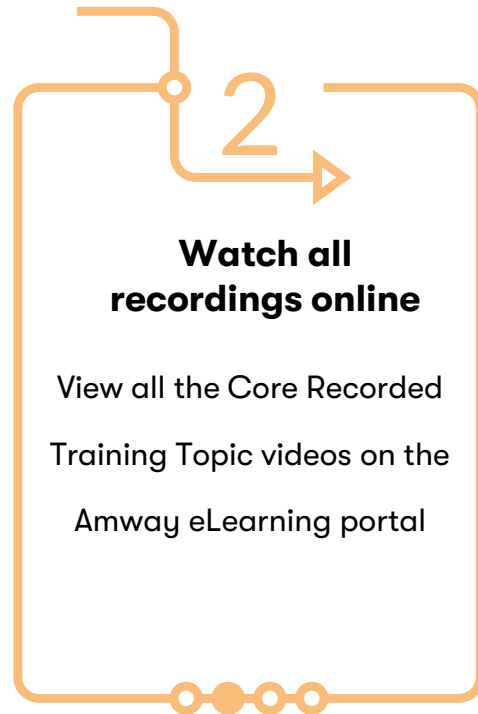 2
Watch all
recordings online
View all the Core Recorded
Training Topic videos on the
Amway eLearning portal